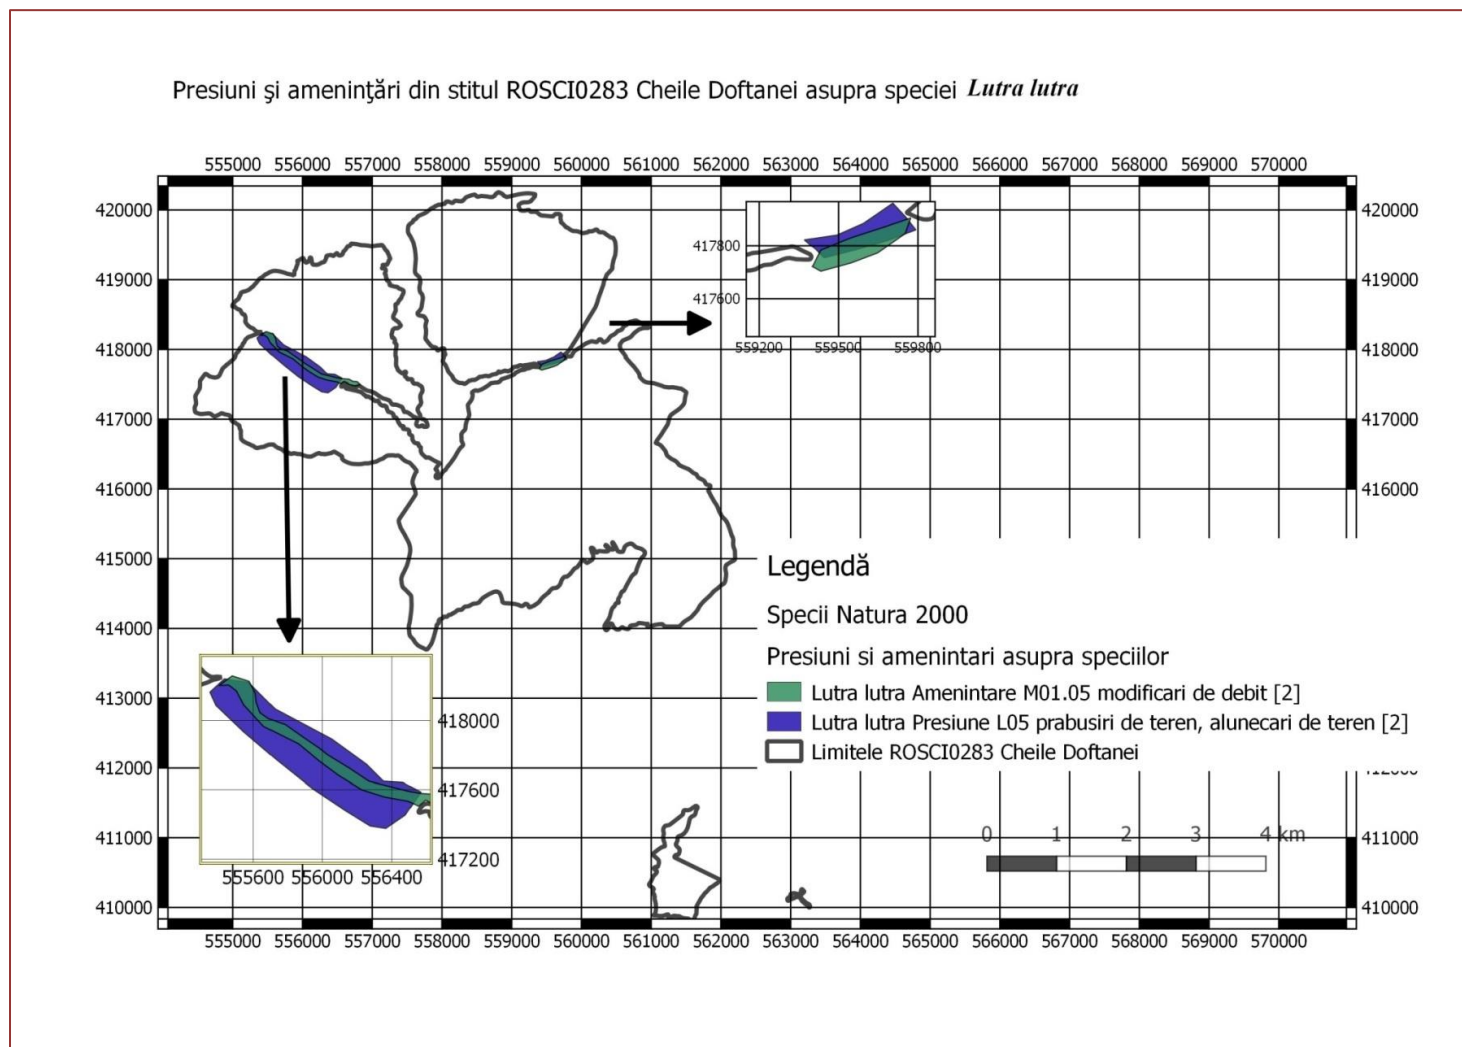 Presiuni şi ameninţări din stitul ROSCI0283 Cheile Doftanei asupra speciei Lutra lutra
555000 556000 557000 558000 559000 560000 561000 562000 563000 564000 565000 566000 567000 568000 569000 570000
420000 420000
417800
419000 419000
417600
559200 559500 559800
418000 418000
417000 417000
416000 416000
415000 415000
Legendă
414000 414000
Specii Natura 2000
Presiuni si amenintari asupra speciilor
413000 413000
Lutra lutra Amenintare M01.05 modificari de debit [2]
418000
Lutra lutra Presiune L05 prabusiri de teren, alunecari de teren [2]
Limitele ROSCI0283 Cheile Doftanei
412000
417600
411000 411000
0 1 2 3 4 km
417200
555600 556000 556400
410000 410000
555000 556000 557000 558000 559000 560000 561000 562000 563000 564000 565000 566000 567000 568000 569000 570000